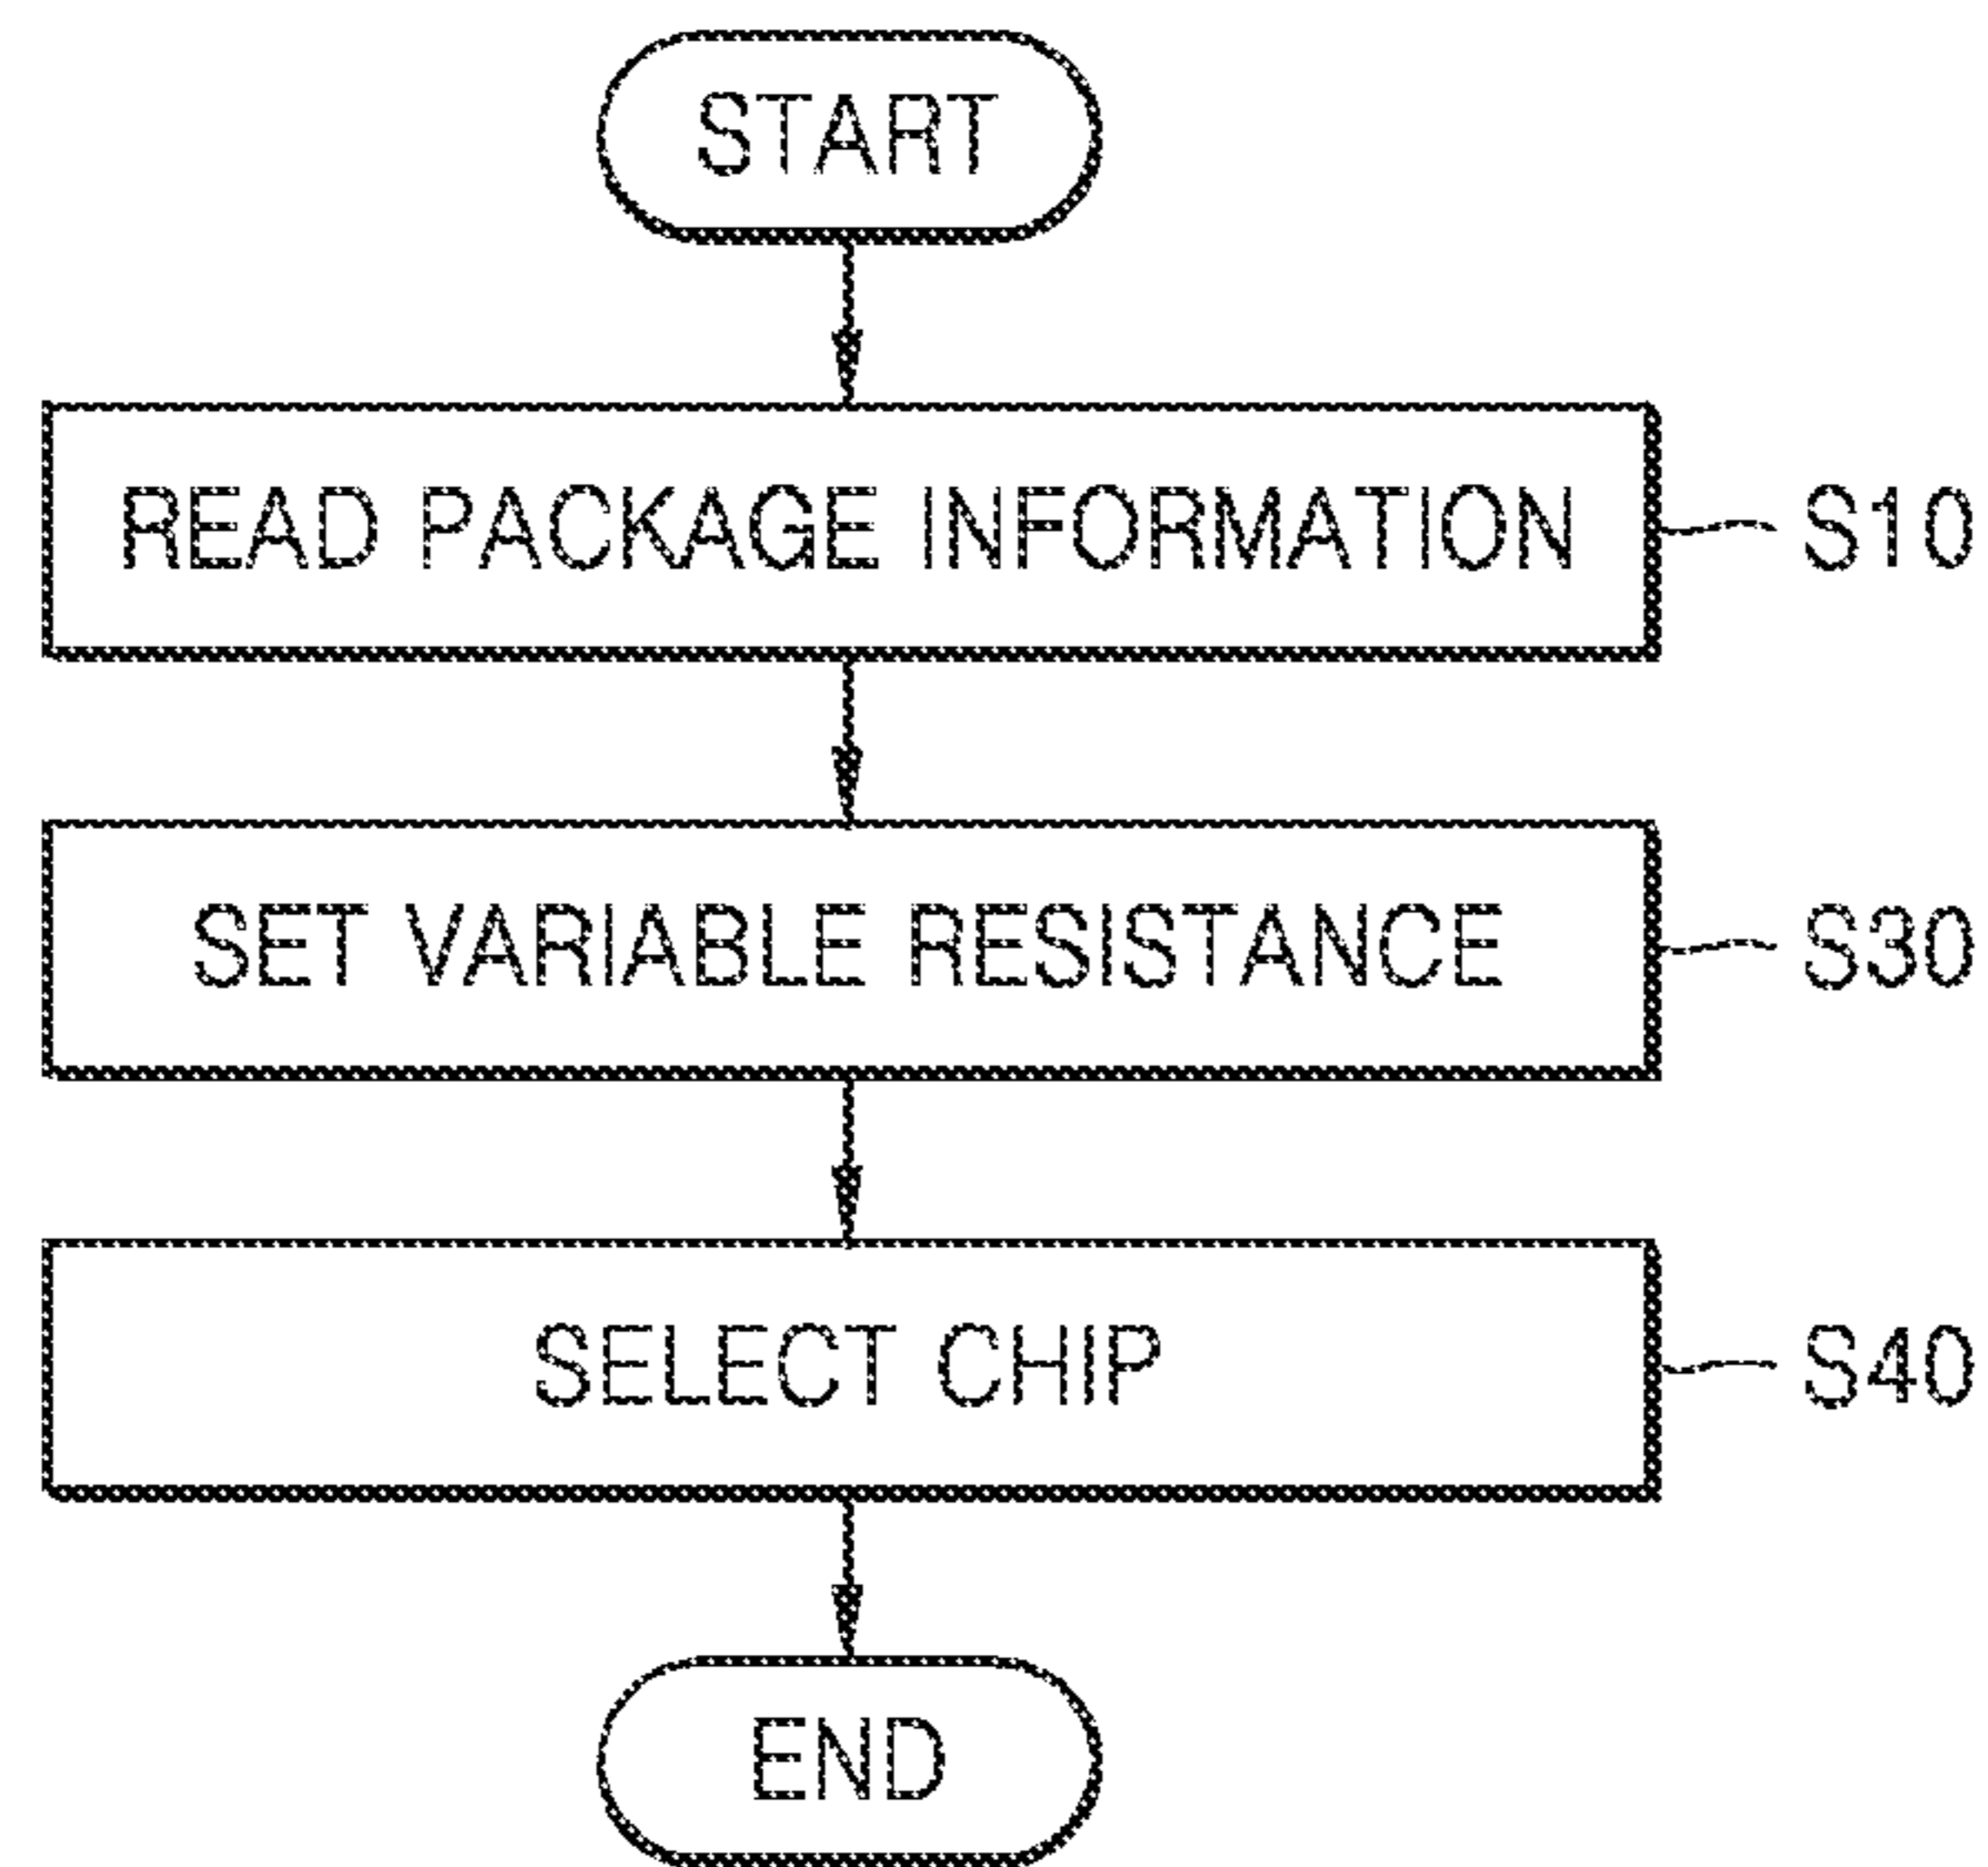 START
READ PACKAGE INFORMATION
S10
SET VARIABLE RESISTANCE
S30
SELECT CHIP
S40
END